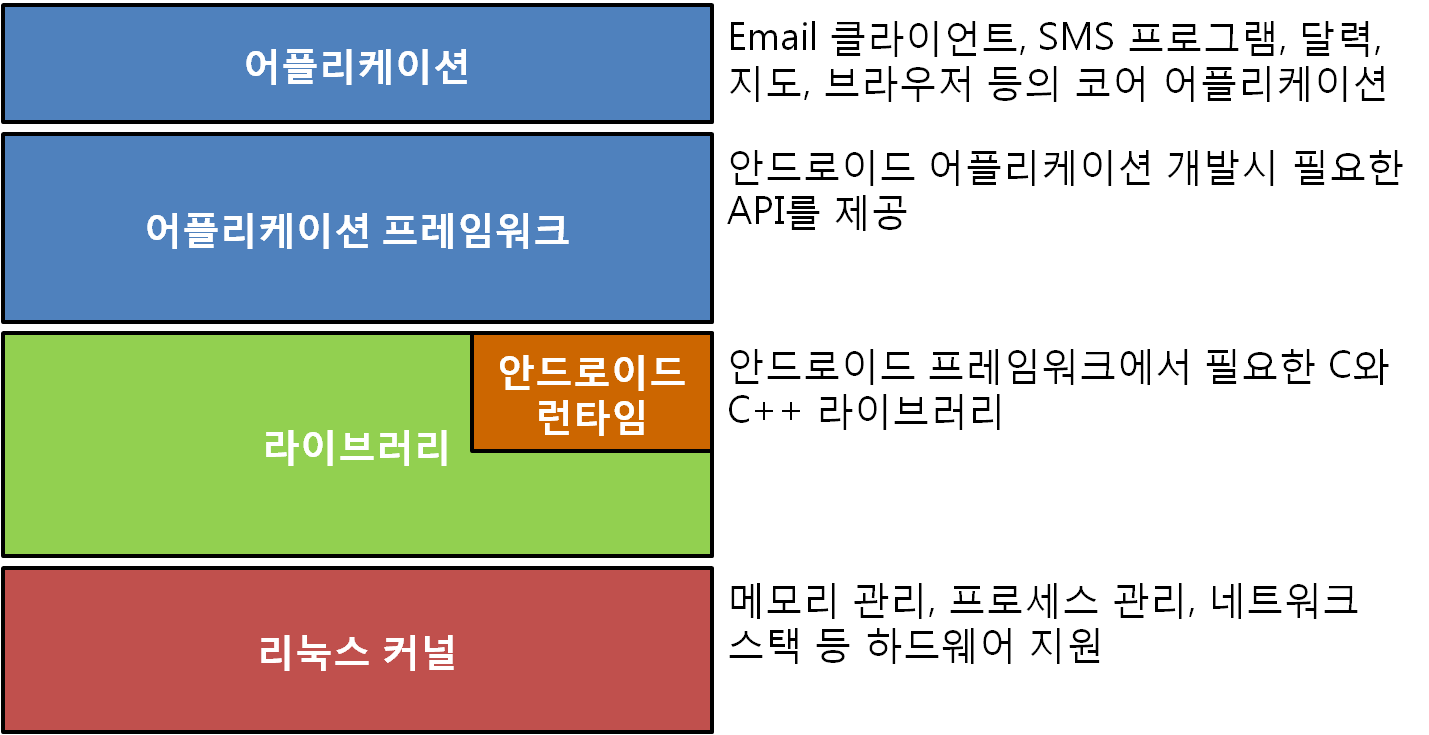 어플리케이션
Email 클라이언트, SMS 프로그램, 달력,
지도, 브라우저 등의 코어 어플리케이션
어플리케이션 프레임워크
안드로이드 어플리케이션 개발시 필요한
API를 제공
라이브러리
안드로이드
런타임
안드로이드 프레임워크에서 필요한 C와
C++ 라이브러리
리눅스 커널
메모리 관리, 프로세스 관리, 네트워크
스택 등 하드웨어 지원